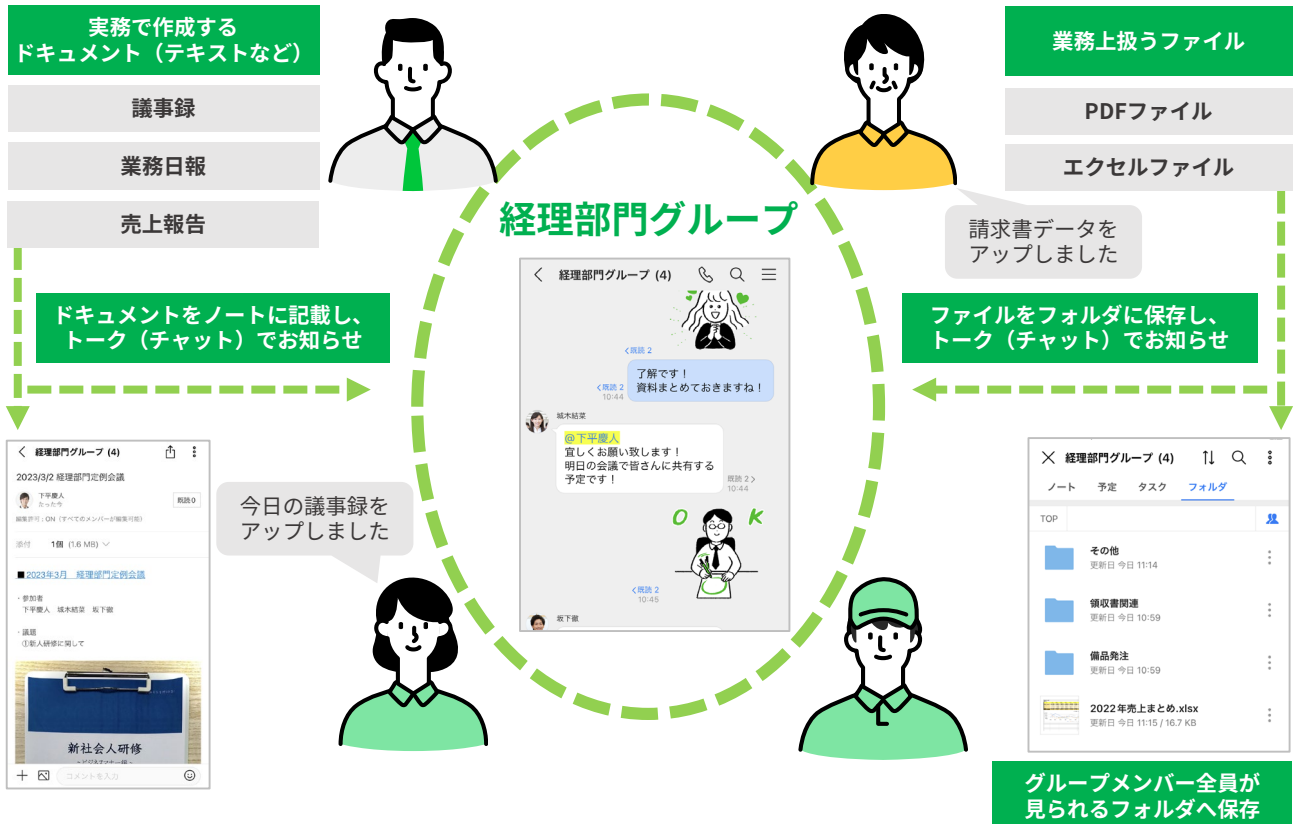 実務で作成する
ドキュメント（テキストなど）
議事録
業務日報
売上報告
ドキュメントをノートに記載し、
トーク（チャット）でお知らせ
業務上扱うファイル
PDFファイル
エクセルファイル
請求書データを
アップしました
ファイルをフォルダに保存し、
トーク（チャット）でお知らせ
経理部門グループ
経理部門グループ (4)
既読 2
了解です！
資料まとめておきますね！
既読 2
10:44
城木結菜
@下平慶人
宜しくお願い致します！
明日の会議で皆さんに共有する
予定です！
既読 2
10:44
O K
既読 2
10:45
坂下徹
経理部門グループ (4)
2023/3/2 経理部門定例会議
下平慶人
たった今
既読0
編集許可 : ON（すべてのメンバーが編集可能）
添付 1個 (1.6 MB)
■2023年3月 経理部門定例会議
・参加者
下平慶人 城木結菜 坂下徹
・議題
①新人研修に関して
新社会人研修
~ビジネスマナー編~
コメントを入力
今日の議事録を
アップしました
経理部門グループ (4)
ノート 予定 タスク フォルダ
TOP
その他
更新日 今日 11:14
領収書関連
更新日 今日 10:59
備品発注
更新日 今日 10:59
2022年売上まとめ.xlsx
更新日 今日 11:15 / 16.7 KB
グループメンバー全員が
見られるフォルダへ保存